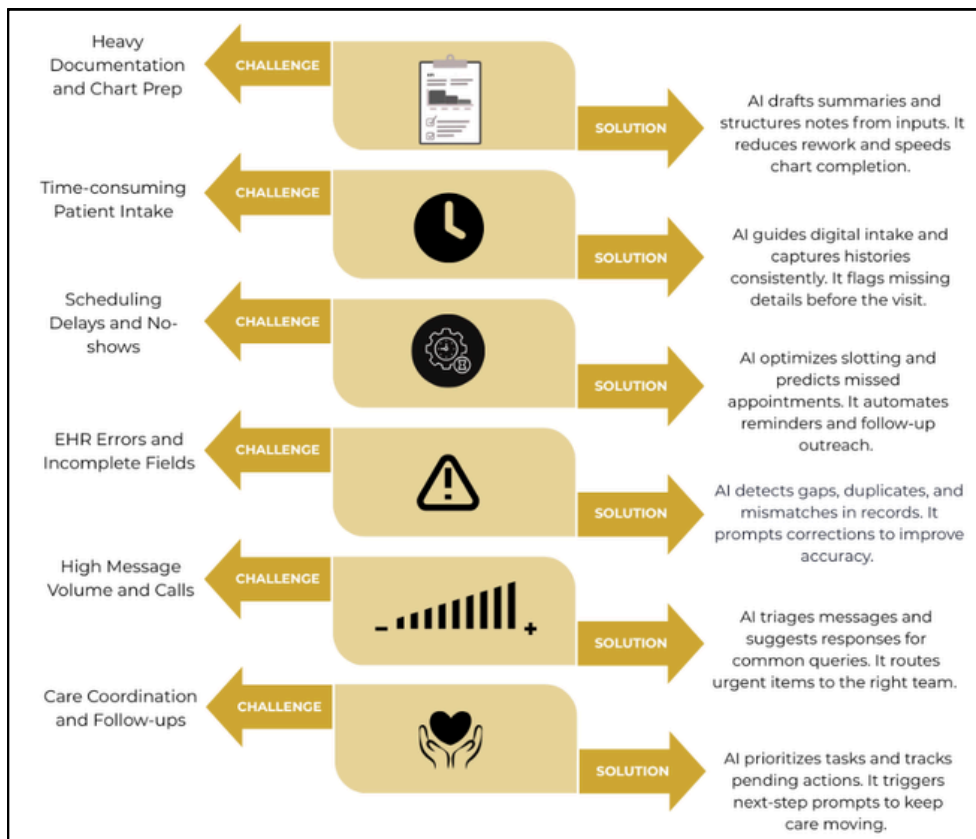 Heavy
Documentation
and Chart Prep
CHALLENGE
SOLUTION
AI drafts summaries and
structures notes from inputs. It
reduces rework and speeds
chart completion.
Time-consuming
Patient Intake
CHALLENGE
SOLUTION
AI guides digital intake and
captures histories
consistently. It flags missing
details before the visit.
Scheduling
Delays and No-
shows
CHALLENGE
SOLUTION
AI optimizes slotting and
predicts missed
appointments. It automates
reminders and follow-up
outreach.
EHR Errors and
Incomplete Fields
CHALLENGE
SOLUTION
AI detects gaps, duplicates, and
mismatches in records. It
prompts corrections to improve
accuracy.
High Message
Volume and Calls
CHALLENGE
SOLUTION
AI triages messages and
suggests responses for
common queries. It routes
urgent items to the right team.
Care Coordination
and Follow-ups
CHALLENGE
SOLUTION
AI prioritizes tasks and tracks
pending actions. It triggers
next-step prompts to keep
care moving.